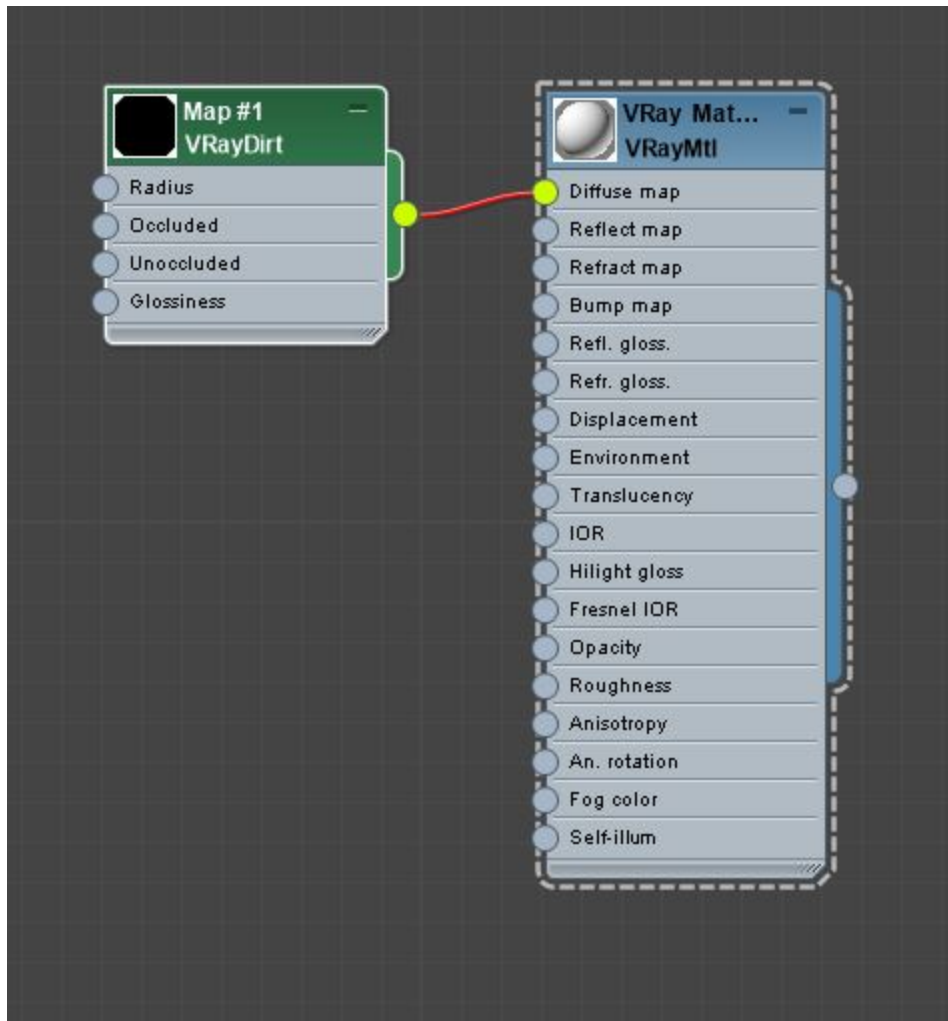 Map #1
VRayDirt
Radius
Occluded
Unoccluded
Glossiness
VRay Mat...
VRayMtl
Diffuse map
Reflect map
Refract map
Bump map
Refl. gloss.
Refr. gloss.
Displacement
Environment
Translucency
IOR
Hilight gloss
Fresnel IOR
Opacity
Roughness
Anisotropy
An. rotation
Fog color
Self-illum